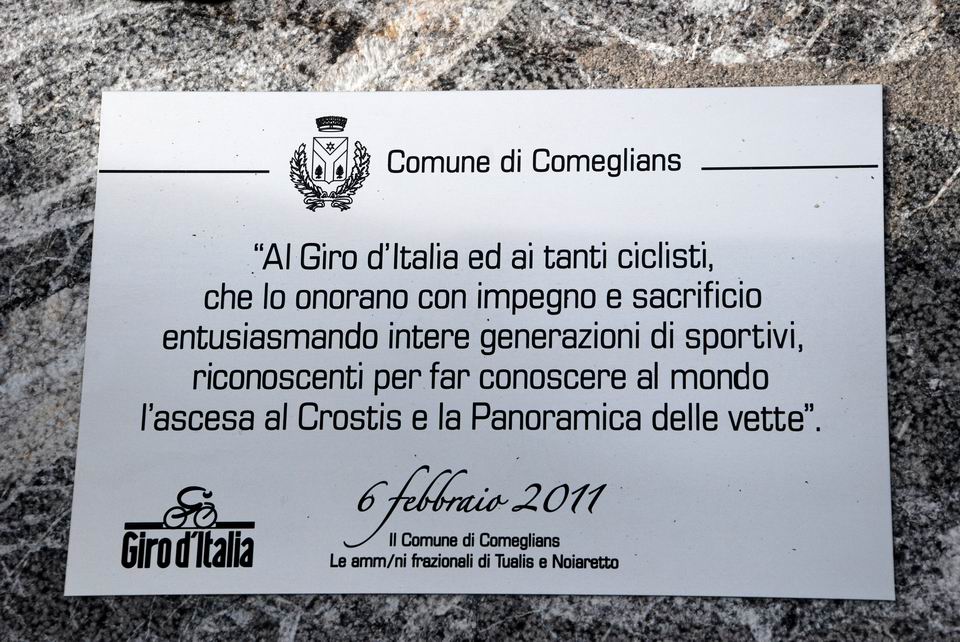 Comune di Comeglians
“Al Giro d’Italia ed ai tanti ciclisti,
che lo onorano con impegno e sacrificio
entusiasmando intere generazioni di sportivi,
riconoscenti per far conoscere al mondo
l’ascesa al Crostis e la Panoramica delle vette”.
6 febbraio 2011
Il Comune di Comeglians
Le amm/ni frazionali di Tualis e Noiaretto
Giro d’Italia